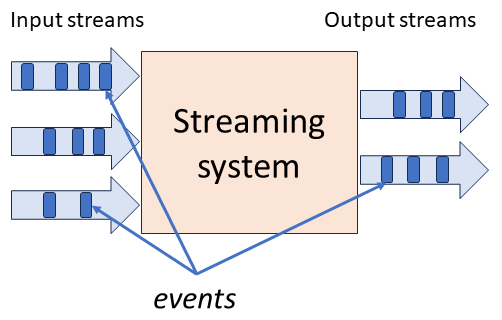 Input streams
Output streams
Streaming
system
events